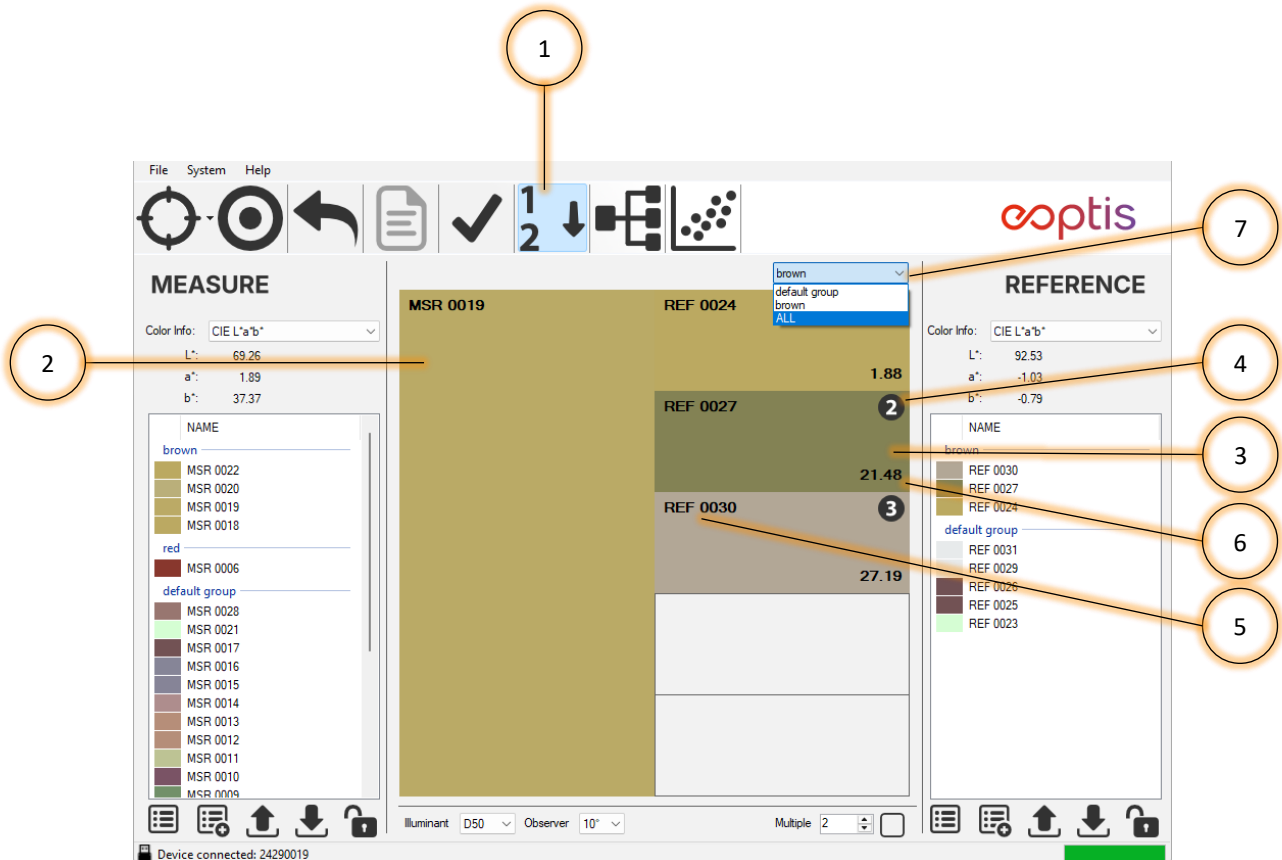 1
File System Help
1
2
eoptis
7
MEASURE
brown
default group
brown
ALL
REFERENCE
Color Info: CIE L*a*b*
L*: 69.26
a*: 1.89
b*: 37.37
2
MSR 0019
REF 0024
1.88
REF 0027
2
21.48
REF 0030
3
27.19
Color Info: CIE L*a*b*
L*: 92.53
a*: -1.03
b*: -0.79
4
3
6
5
NAME
brown
MSR 0022
MSR 0020
MSR 0019
MSR 0018
red
MSR 0006
default group
MSR 0028
MSR 0021
MSR 0017
MSR 0016
MSR 0015
MSR 0014
MSR 0013
MSR 0012
MSR 0011
MSR 0010
MSR 0009
NAME
brown
REF 0030
REF 0027
REF 0024
default group
REF 0031
REF 0029
REF 0026
REF 0025
REF 0023
Illuminant D50 Observer 10° Multiple 2
Device connected: 24290019